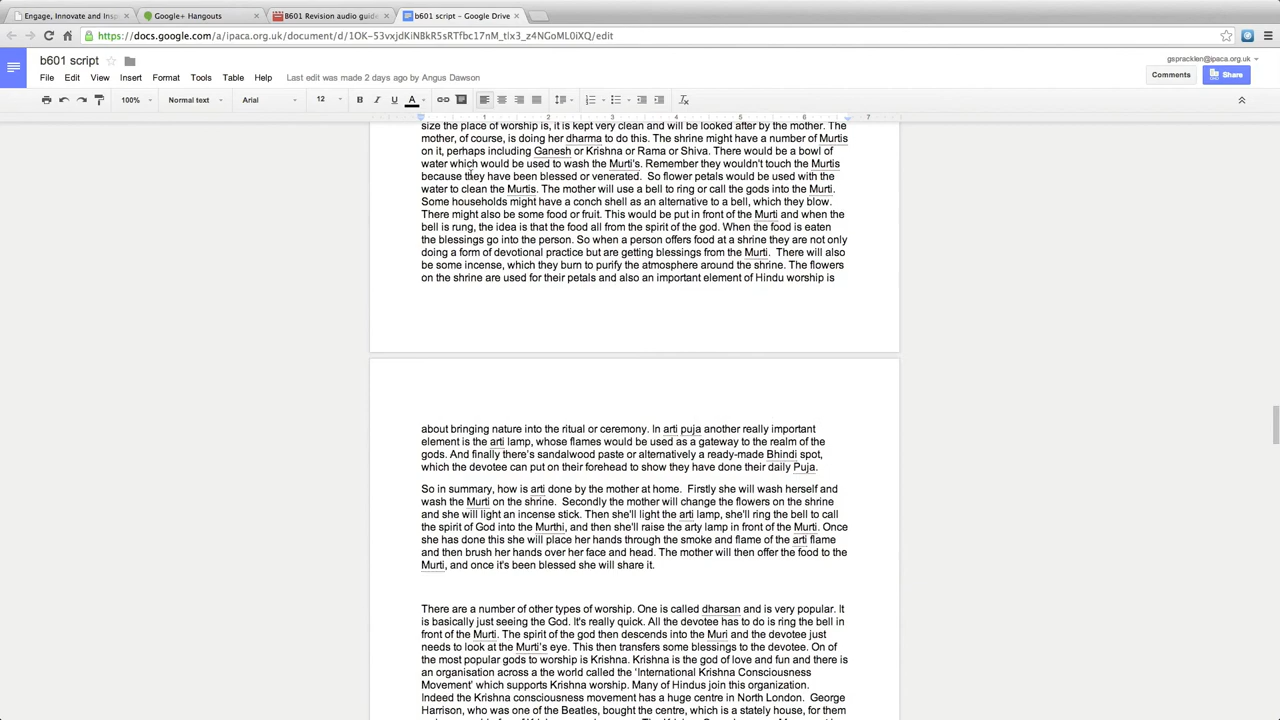 Engage, Innovate and Insp
Google+ Hangouts
B601 Revision audio guide
b601 script - Google Drive
https://docs.google.com/a/ipaca.org.uk/document/d/1OK-53vxjdKiNBkR5sRTfbc17nM_tlx3_z4NGoML0iXQ/edit
gspracklen@ipaca.org.uk
b601 script
Comments
Share
File Edit View Insert Format Tools Table Help Last edit was made 2 days ago by Angus Dawson
100% Normal text Arial 12 B I U A
1 2 3 4 5 6 7
size the place of worship is, it is kept very clean and will be looked after by the mother. The
mother, of course, is doing her dharma to do this. The shrine might have a number of Murtis
on it, perhaps including Ganesh or Krishna or Rama or Shiva. There would be a bowl of
water which would be used to wash the Murti's. Remember they wouldn't touch the Murtis
because they have been blessed or venerated. So flower petals would be used with the
water to clean the Murtis. The mother will use a bell to ring or call the gods into the Murti.
Some households might have a conch shell as an alternative to a bell, which they blow.
There might also be some food or fruit. This would be put in front of the Murti and when the
bell is rung, the idea is that the food all from the spirit of the god. When the food is eaten
the blessings go into the person. So when a person offers food at a shrine they are not only
doing a form of devotional practice but are getting blessings from the Murti. There will also
be some incense, which they burn to purify the atmosphere around the shrine. The flowers
on the shrine are used for their petals and also an important element of Hindu worship is
about bringing nature into the ritual or ceremony. In arti puja another really important
element is the arti lamp, whose flames would be used as a gateway to the realm of the
gods. And finally there's sandalwood paste or alternatively a ready-made Bhindi spot,
which the devotee can put on their forehead to show they have done their daily Puja.
So in summary, how is arti done by the mother at home. Firstly she will wash herself and
wash the Murti on the shrine. Secondly the mother will change the flowers on the shrine
and she will light an incense stick. Then she'll light the arti lamp, she'll ring the bell to call
the spirit of God into the Murthi, and then she'll raise the arty lamp in front of the Murti. Once
she has done this she will place her hands through the smoke and flame of the arti flame
and then brush her hands over her face and head. The mother will then offer the food to the
Murti, and once it's been blessed she will share it.
There are a number of other types of worship. One is called dharsan and is very popular. It
is basically just seeing the God. It's really quick. All the devotee has to do is ring the bell in
front of the Murti. The spirit of the god then descends into the Muri and the devotee just
needs to look at the Murti's eye. This then transfers some blessings to the devotee. On of
the most popular gods to worship is Krishna. Krishna is the god of love and fun and there is
an organisation across a the world called the 'International Krishna Consciousness
Movement' which supports Krishna worship. Many of Hindus join this organization.
Indeed the Krishna consciousness movement has a huge centre in North London. George
Harrison, who was one of the Beatles, bought the centre, which is a stately house, for them